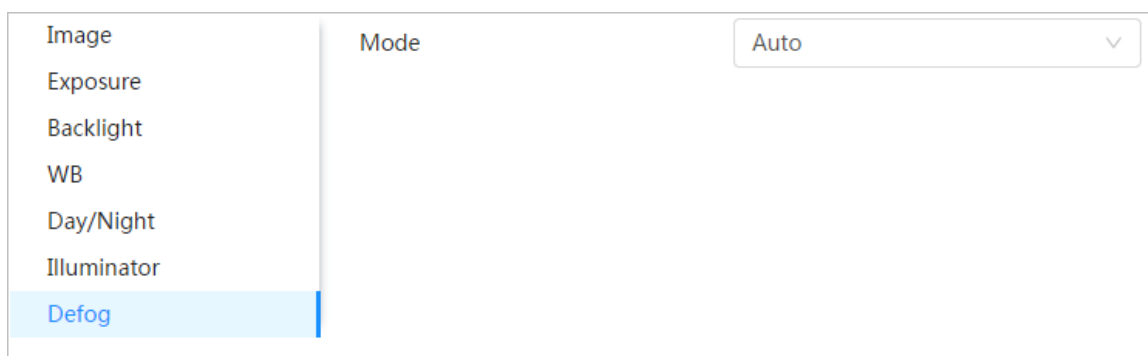 Image
Exposure
Backlight
WB
Day/Night
Illuminator
Defog
Mode
Auto